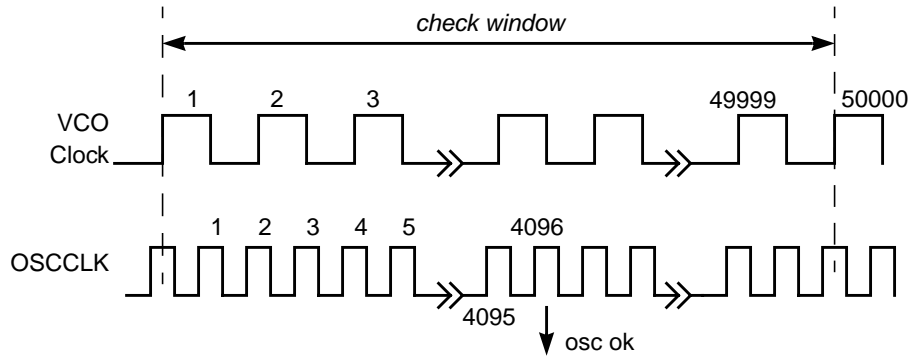 check window
1 2 3 49999 50000
VCO
Clock
1 2 3 4 5 4096
OSCCLK
4095
osc ok